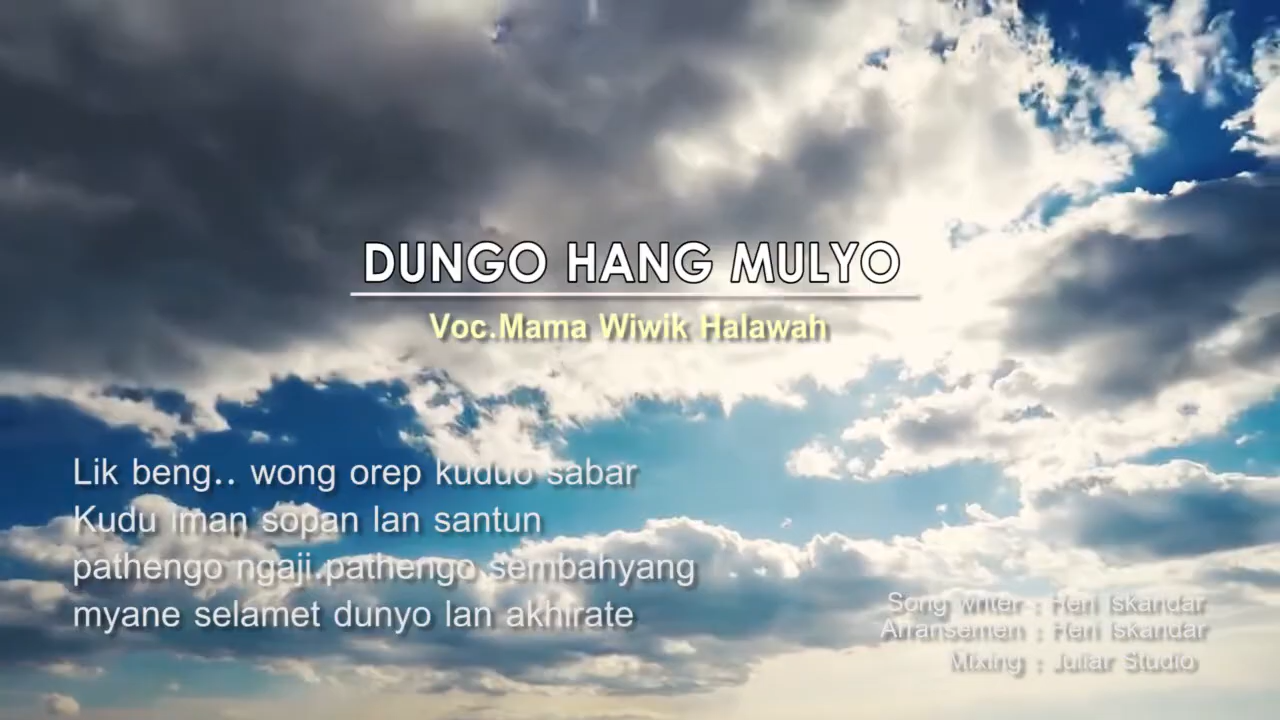 DUNGO HANG MULYO
Voc.Mama Wiwik Halawah
Lik beng.. wong orep kuduo sabar
Kudu iman sopan lan santun
pathengo ngaji.pathengo sembahyang
myane selamet dunyo lan akhirate
Song writer : Heri Iskandar
Arransemen : Heri Iskandar
Mixing : Juliar Studio